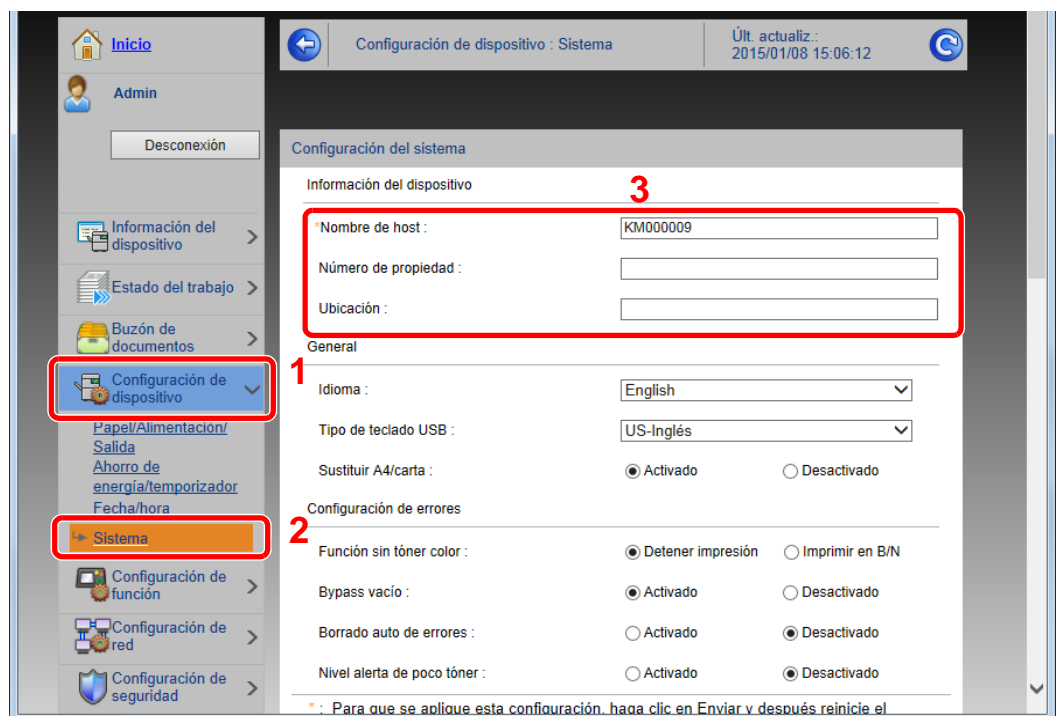 Inicio
Configuración de dispositivo : Sistema
Últ. actualiz.:
2015/01/08 15:06:12
Admin
Desconexión
Información del
dispositivo
Estado del trabajo
Buzón de
documentos
1
Configuración de
dispositivo
Papel/Alimentación/
Salida
Ahorro de
energía/temporizador
Fecha/hora
2
Sistema
Configuración de
función
Configuración de
red
Configuración de
seguridad
Configuración del sistema
Información del dispositivo
3
*Nombre de host : KM000009
Número de propiedad :
Ubicación :
General
Idioma : English
Tipo de teclado USB : US-Inglés
Sustituir A4/carta : Activado Desactivado
Configuración de errores
Función sin tóner color : Detener impresión Imprimir en B/N
Bypass vacío : Activado Desactivado
Borrado auto de errores : Activado Desactivado
Nivel alerta de poco tóner : Activado Desactivado
* : Para que se aplique esta configuración, haga clic en Enviar y después reinicie el